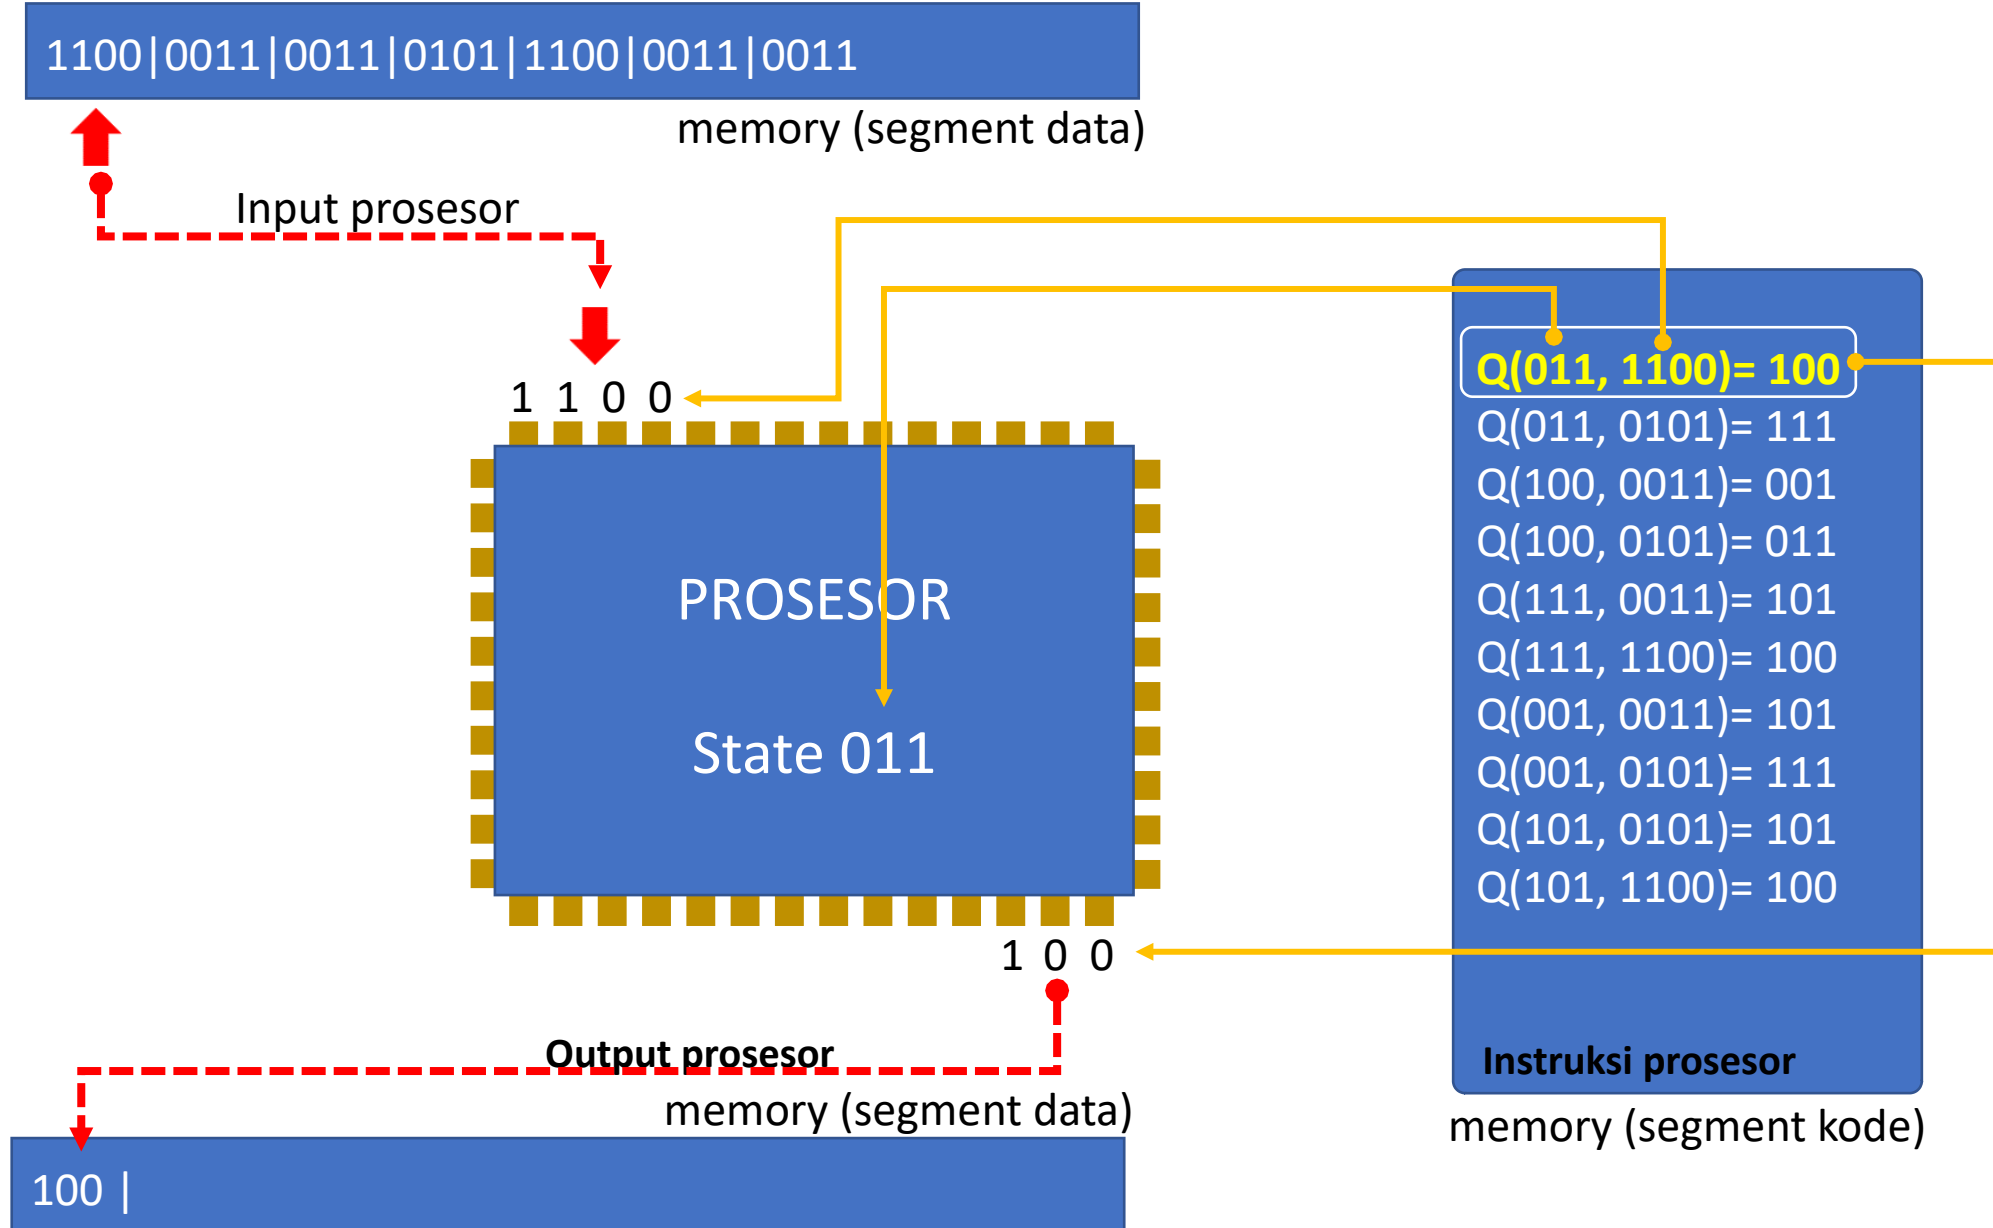 1100|0011|0011|0101|1100|0011|0011
memory (segment data)
Input prosesor
1 1 0 0
PROSESOR
State 011
1 0 0
Output prosesor
memory (segment data)
100 |
Q(011, 1100)= 100
Q(011, 0101)= 111
Q(100, 0011)= 001
Q(100, 0101)= 011
Q(111, 0011)= 101
Q(111, 1100)= 100
Q(001, 0011)= 101
Q(001, 0101)= 111
Q(101, 0101)= 101
Q(101, 1100)= 100
Instruksi prosesor
memory (segment kode)